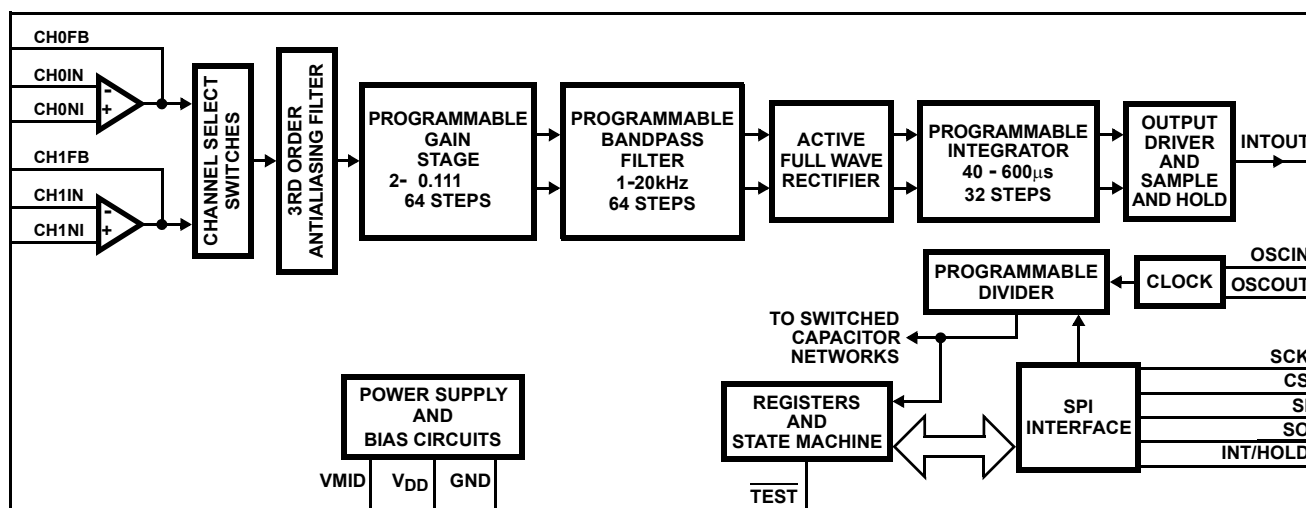 CH0FB
CH0IN
CH0NI
-
+
CH1FB
CH1IN
CH1NI
-
+
CHANNEL SELECT
SWITCHES
3RD ORDER
ANTIALIASING FILTER
PROGRAMMABLE
GAIN
STAGE
2- 0.111
64 STEPS
PROGRAMMABLE
BANDPASS
FILTER
1-20kHz
64 STEPS
ACTIVE
FULL WAVE
RECTIFIER
PROGRAMMABLE
INTEGRATOR
40 - 600µs
32 STEPS
OUTPUT
DRIVER
AND
SAMPLE
AND HOLD
INTOUT
PROGRAMMABLE
DIVIDER
CLOCK
OSCIN
OSCOUT
TO SWITCHED
CAPACITOR
NETWORKS
POWER SUPPLY
AND
BIAS CIRCUITS
VMID
VDD
GND
REGISTERS
AND
STATE MACHINE
TEST
SPI
INTERFACE
SCK
CS
SI
SO
INT/HOLD